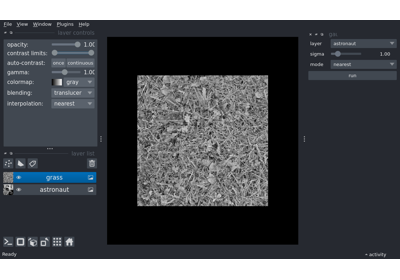 File View Window Plugins Help
layer controls
opacity: 1.00
contrast limits:
auto-contrast: once continuous
gamma: 1.00
colormap: gray
blending: translucer
interpolation: nearest
layer list
grass
astronaut
Ready
layer astronaut
sigma 1.00
mode nearest
run
activity